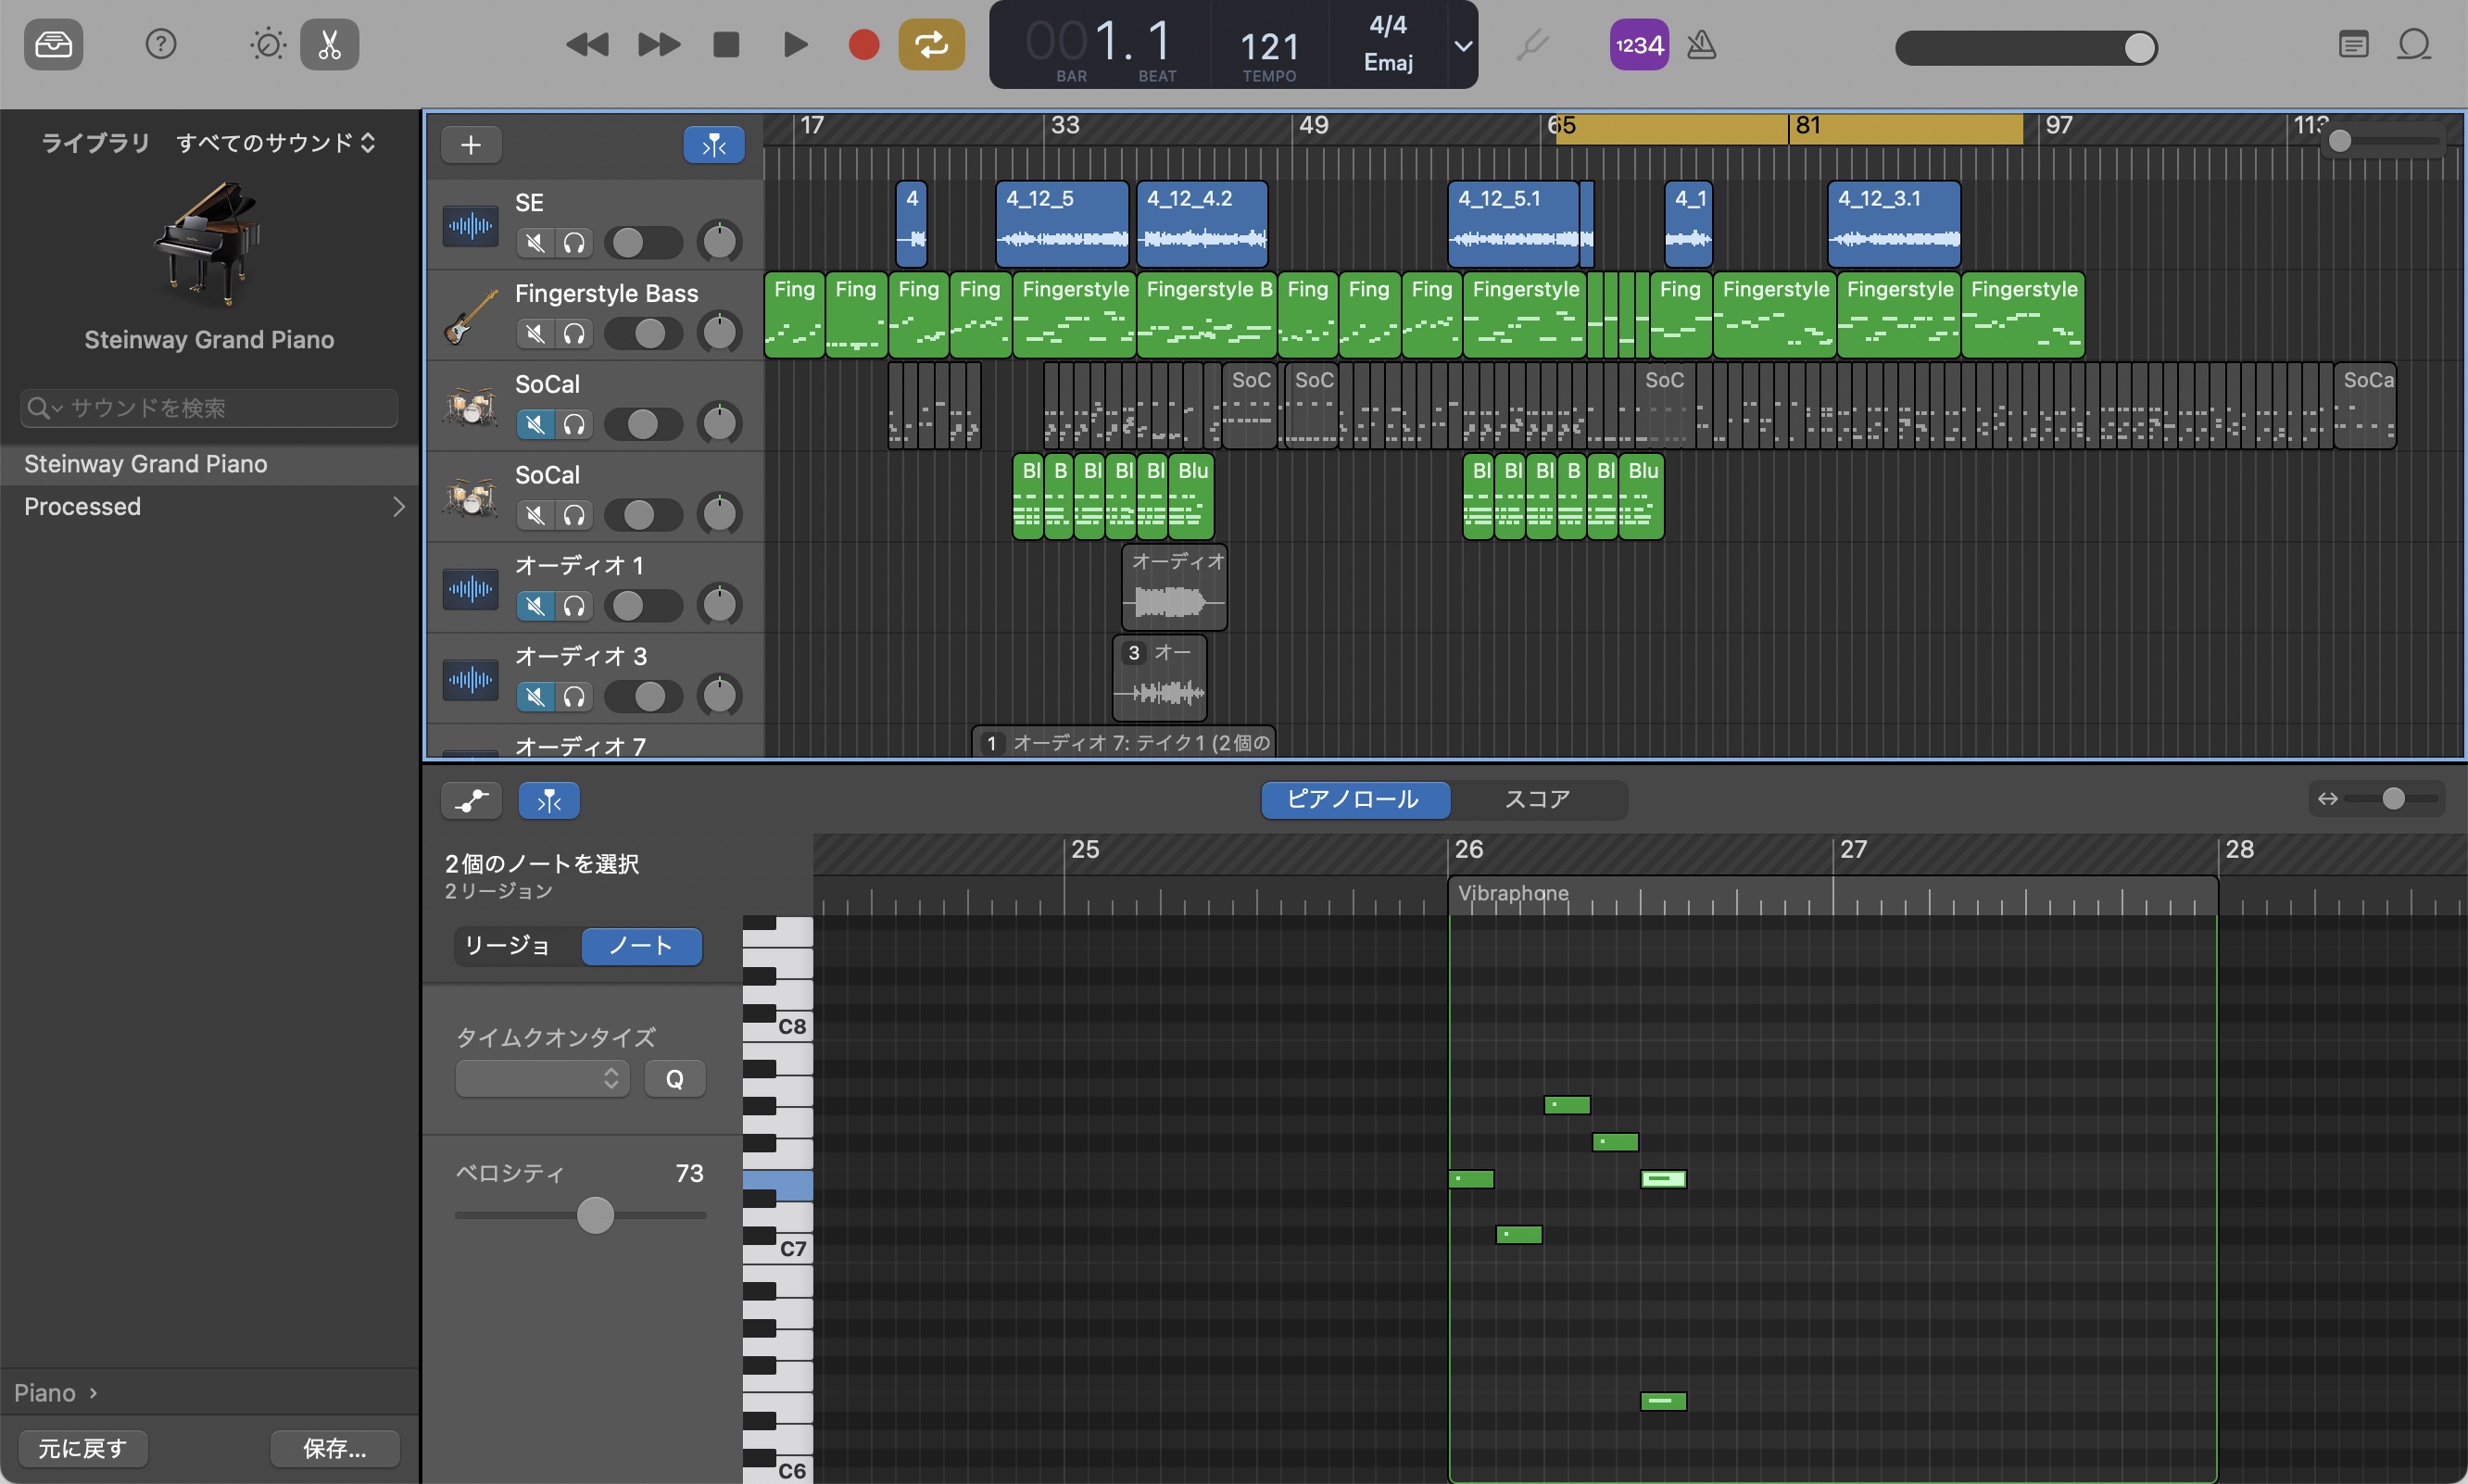 001. 1
BAR
BEAT
121
TEMPO
4/4
Emaj
1234
ライブラリ
すべてのサウンド
Steinway Grand Piano
サウンドを検索
Steinway Grand Piano
Processed
Piano
元に戻す
保存...
17
33
49
65
81
97
113
SE
4
4_12_5
4_12_4.2
4_12_5.1
4_1
4_12_3.1
Fingerstyle Bass
Fing
Fing
Fing
Fing
Fingerstyle
Fingerstyle B
Fing
Fing
Fing
Fingerstyle
Fing
Fingerstyle
Fingerstyle
Fingerstyle
SoCal
SoC
SoC
SoC
SoCa
SoCal
Bl
B
Bl
Bl
Bl
Blu
Bl
Bl
Bl
B
Bl
Blu
オーディオ 1
オーディオ
オーディオ 3
3 オー
オーディオ 7
1 オーディオ 7: テイク1 (2個の
ピアノロール
スコア
25
26
27
28
2個のノートを選択
2リージョン
Vibraphone
リージョ
ノート
タイムクオンタイズ
Q
ベロシティ
73
C8
C7
C6